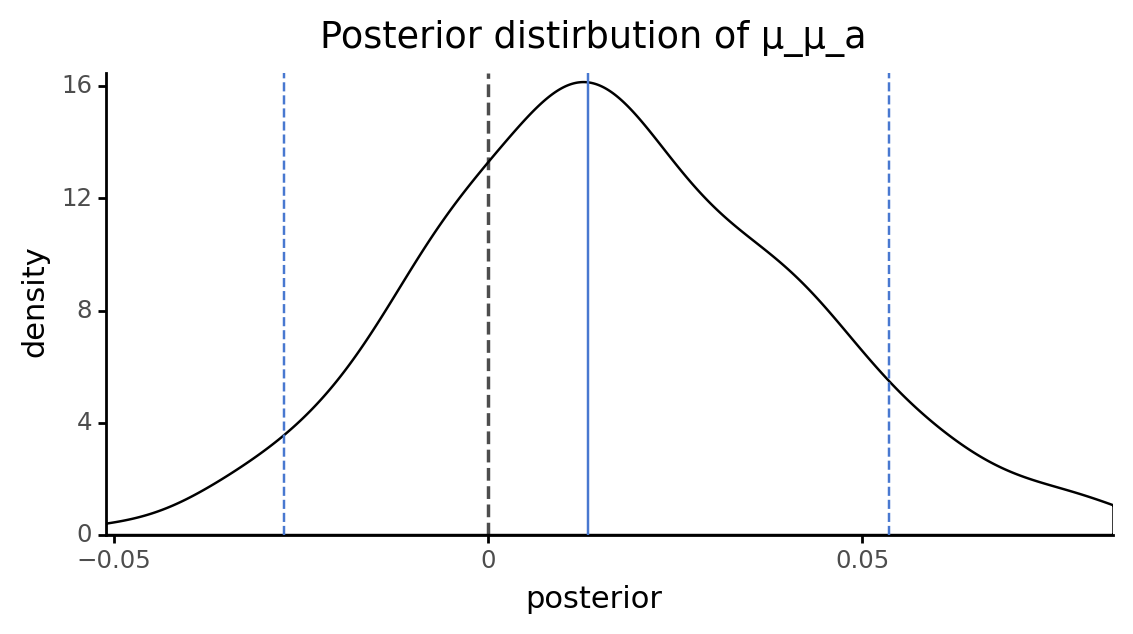 Posterior distirbution of μ_μ_a
16
12
8
4
0
density
−0.05
0
0.05
posterior